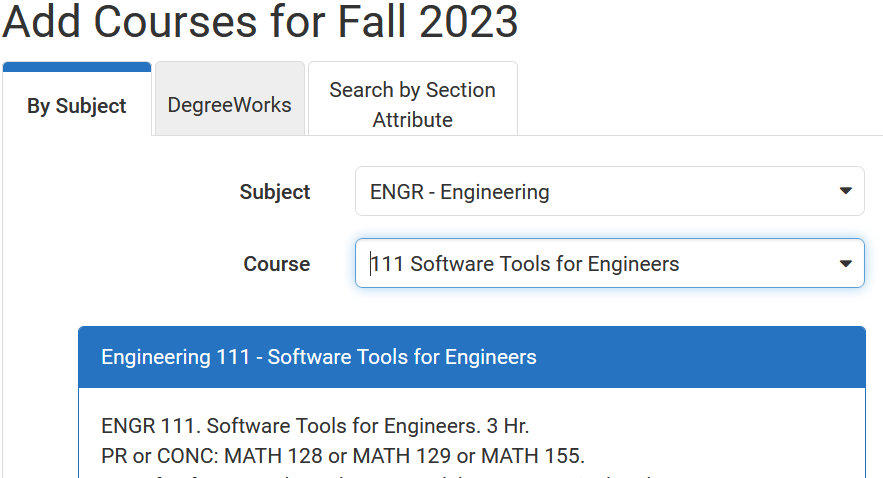 Add Courses for Fall 2023
By Subject
DegreeWorks
Search by Section
Attribute
Subject
ENGR - Engineering
Course
111 Software Tools for Engineers
Engineering 111 - Software Tools for Engineers
ENGR 111. Software Tools for Engineers. 3 Hr.
PR or CONC: MATH 128 or MATH 129 or MATH 155.